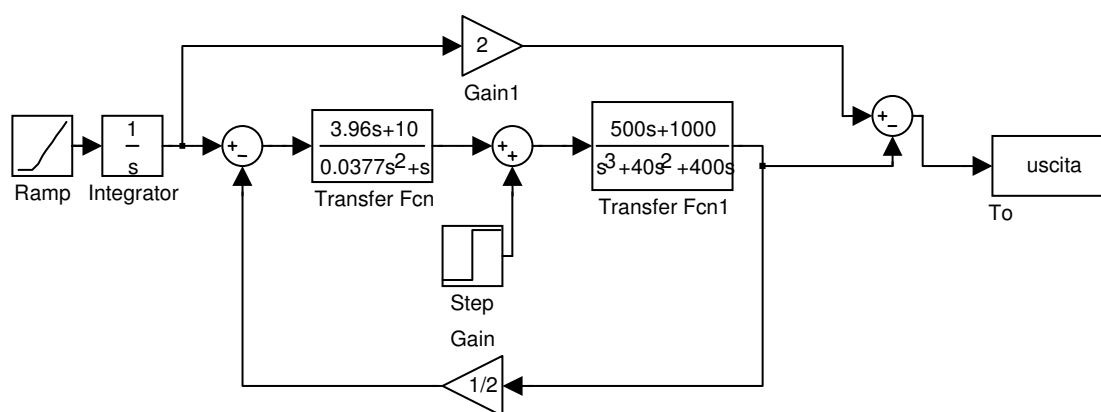 2
Gain1
Ramp
1
s
Integrator
+
−
3.96s+10
0.0377s²+s
Transfer Fcn
+
+
500s+1000
s³+40s²+400s
Transfer Fcn1
+
−
uscita
To
Step
Gain
1/2